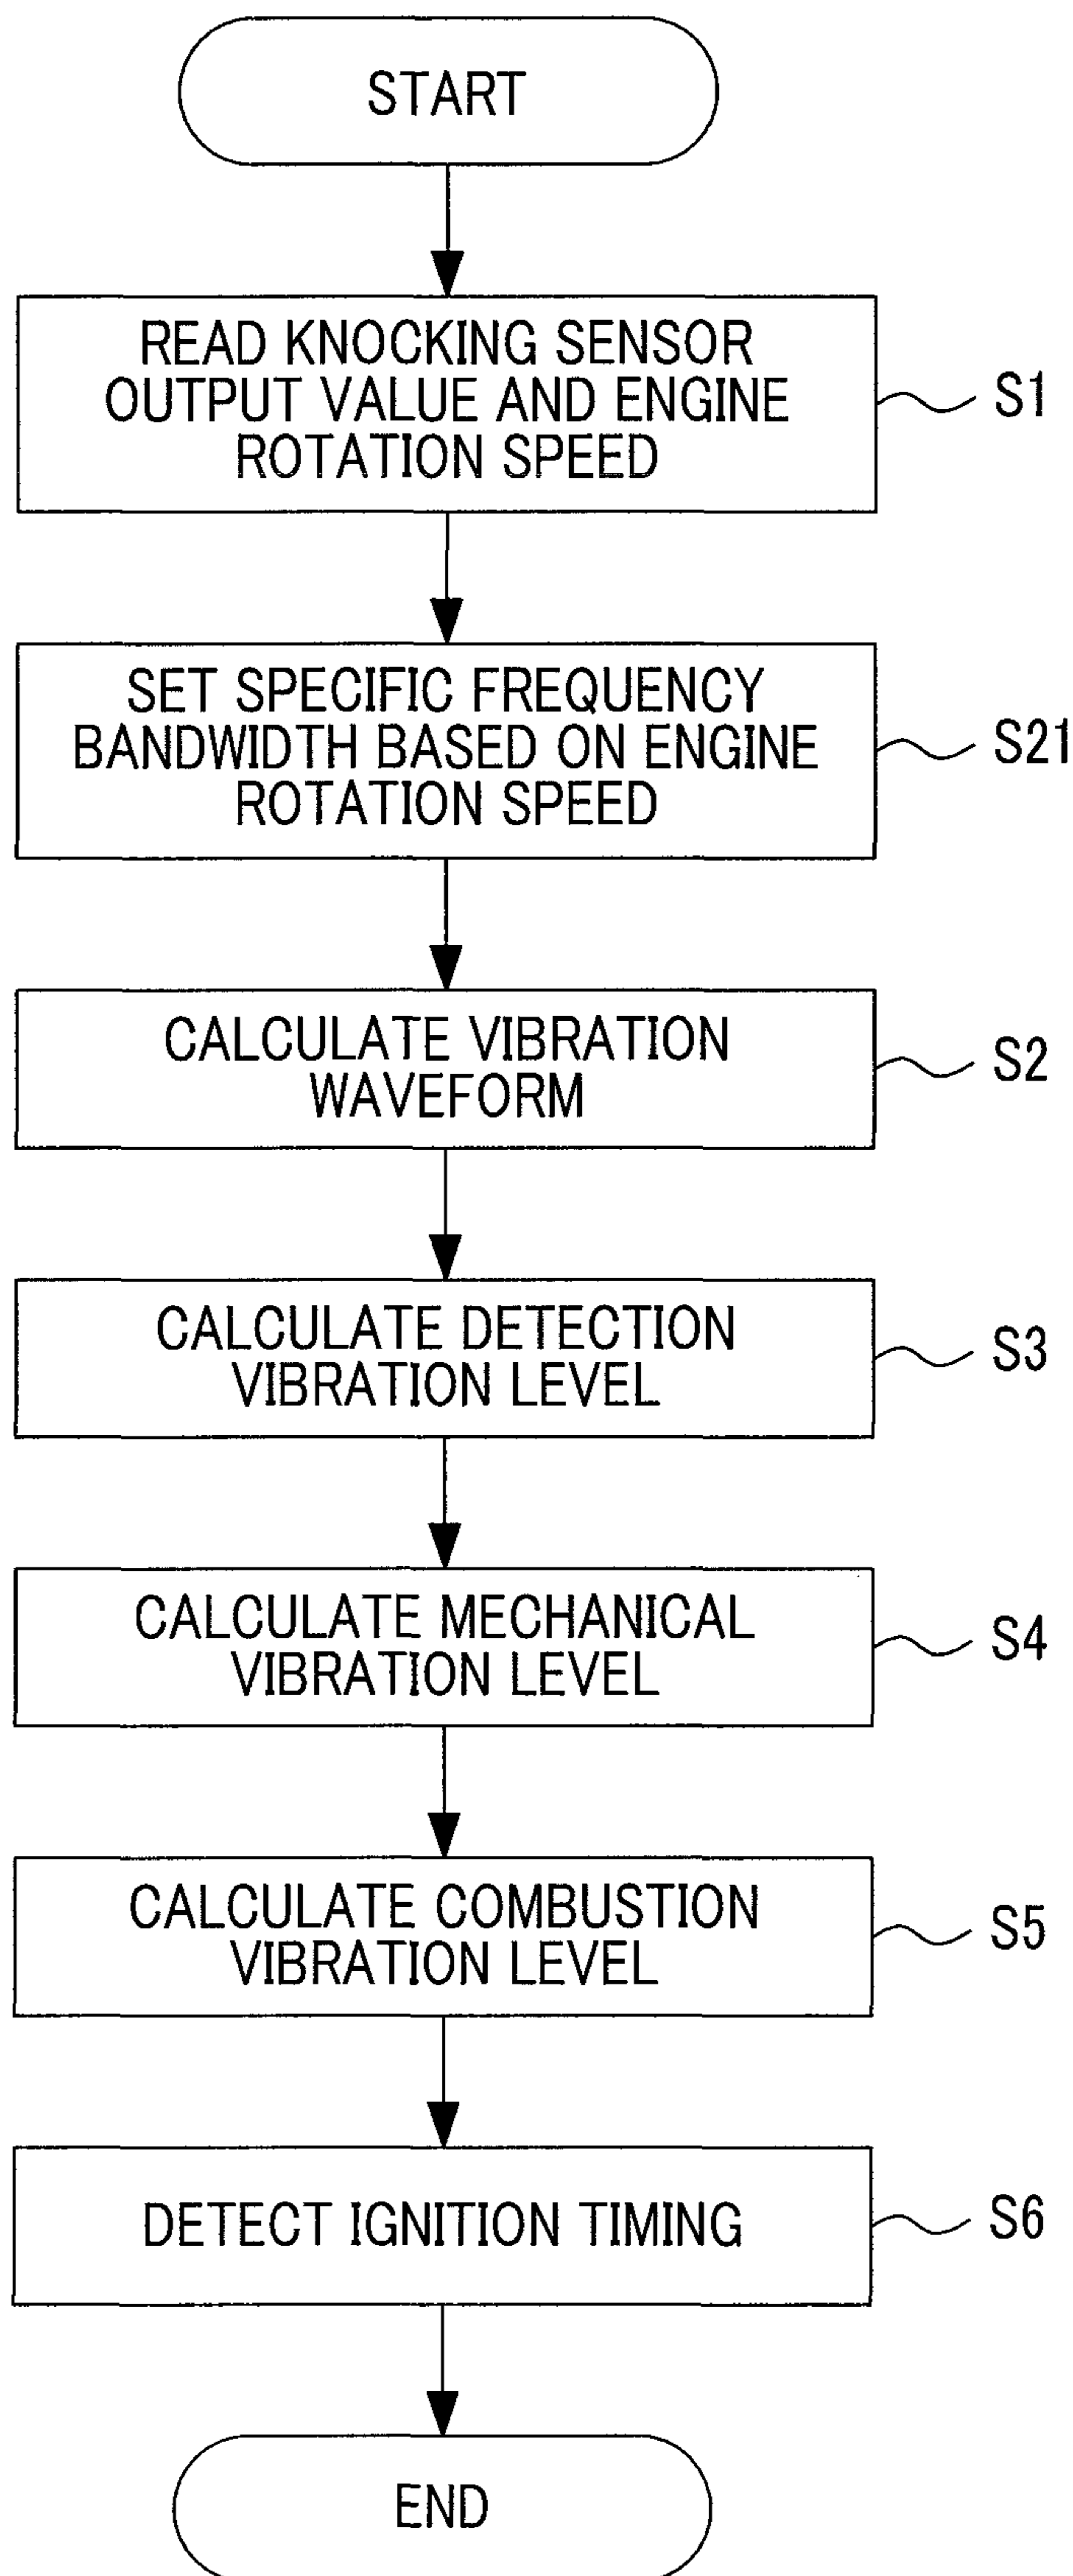 START
READ KNOCKING SENSOR
OUTPUT VALUE AND ENGINE
ROTATION SPEED
S1
SET SPECIFIC FREQUENCY
BANDWIDTH BASED ON ENGINE
ROTATION SPEED
S21
CALCULATE VIBRATION
WAVEFORM
S2
CALCULATE DETECTION
VIBRATION LEVEL
S3
CALCULATE MECHANICAL
VIBRATION LEVEL
S4
CALCULATE COMBUSTION
VIBRATION LEVEL
S5
DETECT IGNITION TIMING
S6
END